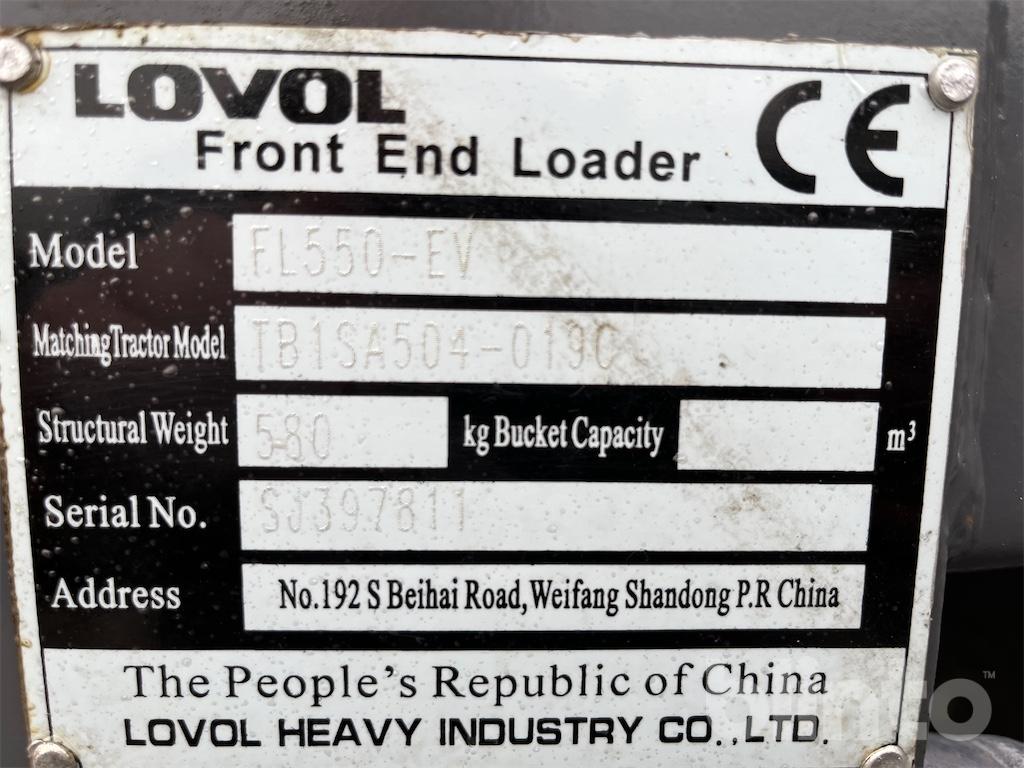 LOVOL
Front End Loader
CE
Model FL550-EV
Matching Tractor Model TB1SA504-019C
Structural Weight 580 kg Bucket Capacity m³
Serial No. SJ397811
Address No.192 S Beihai Road, Weifang Shandong P.R China
The People's Republic of China
LOVOL HEAVY INDUSTRY CO.,LTD.